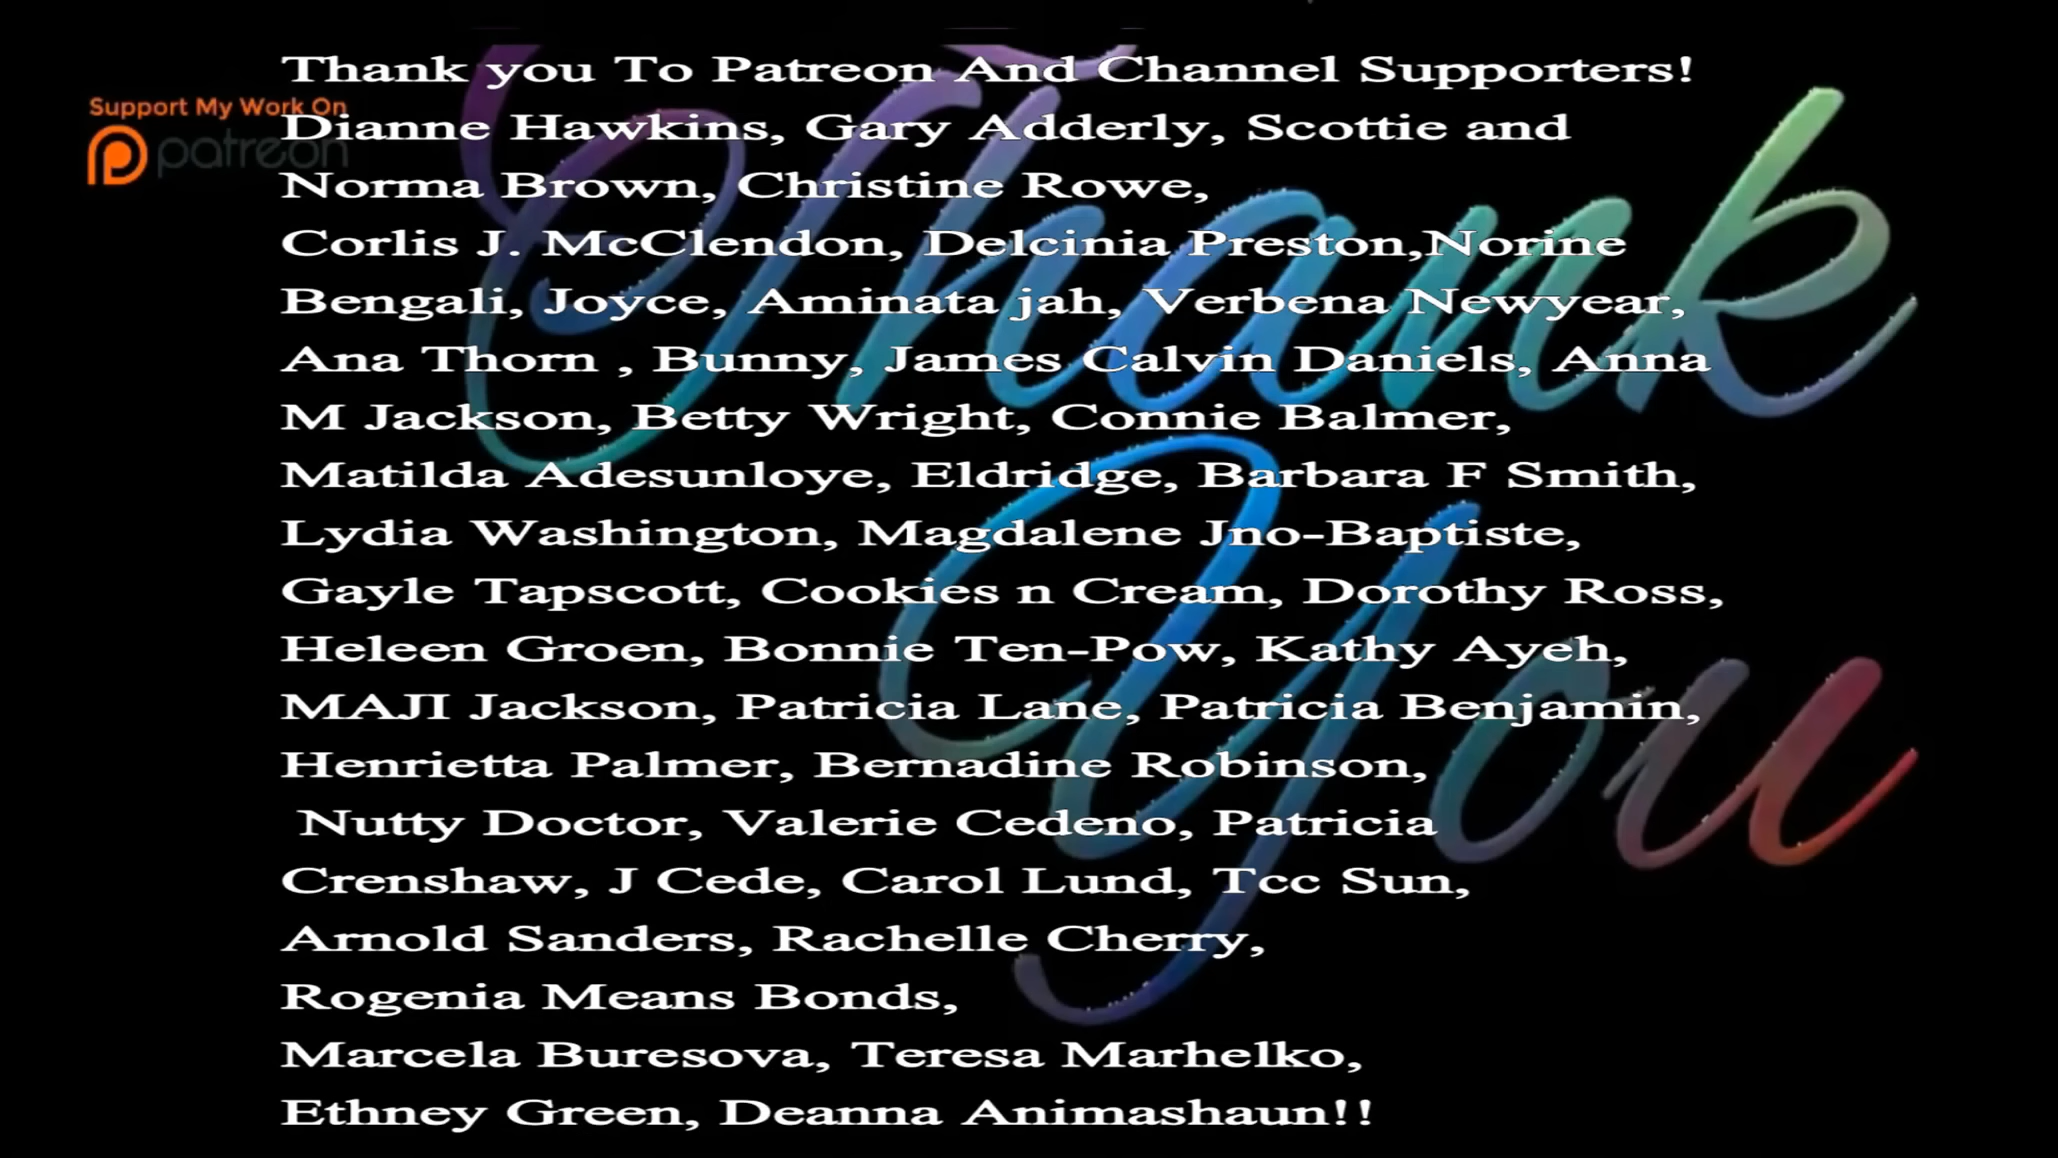 Thank you To Patreon And Channel Supporters!
Support My Work On
patreon
Dianne Hawkins, Gary Adderly, Scottie and
Norma Brown, Christine Rowe,
Corlis J. McClendon, Delcinia Preston,Norine
Bengali, Joyce, Aminata jah, Verbena Newyear,
Ana Thorn , Bunny, James Calvin Daniels, Anna
M Jackson, Betty Wright, Connie Balmer,
Matilda Adesunloye, Eldridge, Barbara F Smith,
Lydia Washington, Magdalene Jno-Baptiste,
Gayle Tapscott, Cookies n Cream, Dorothy Ross,
Heleen Groen, Bonnie Ten-Pow, Kathy Ayeh,
MAJI Jackson, Patricia Lane, Patricia Benjamin,
Henrietta Palmer, Bernadine Robinson,
Nutty Doctor, Valerie Cedeno, Patricia
Crenshaw, J Cede, Carol Lund, Tcc Sun,
Arnold Sanders, Rachelle Cherry,
Rogenia Means Bonds,
Marcela Buresova, Teresa Marhelko,
Ethney Green, Deanna Animashaun!!
Thank
You